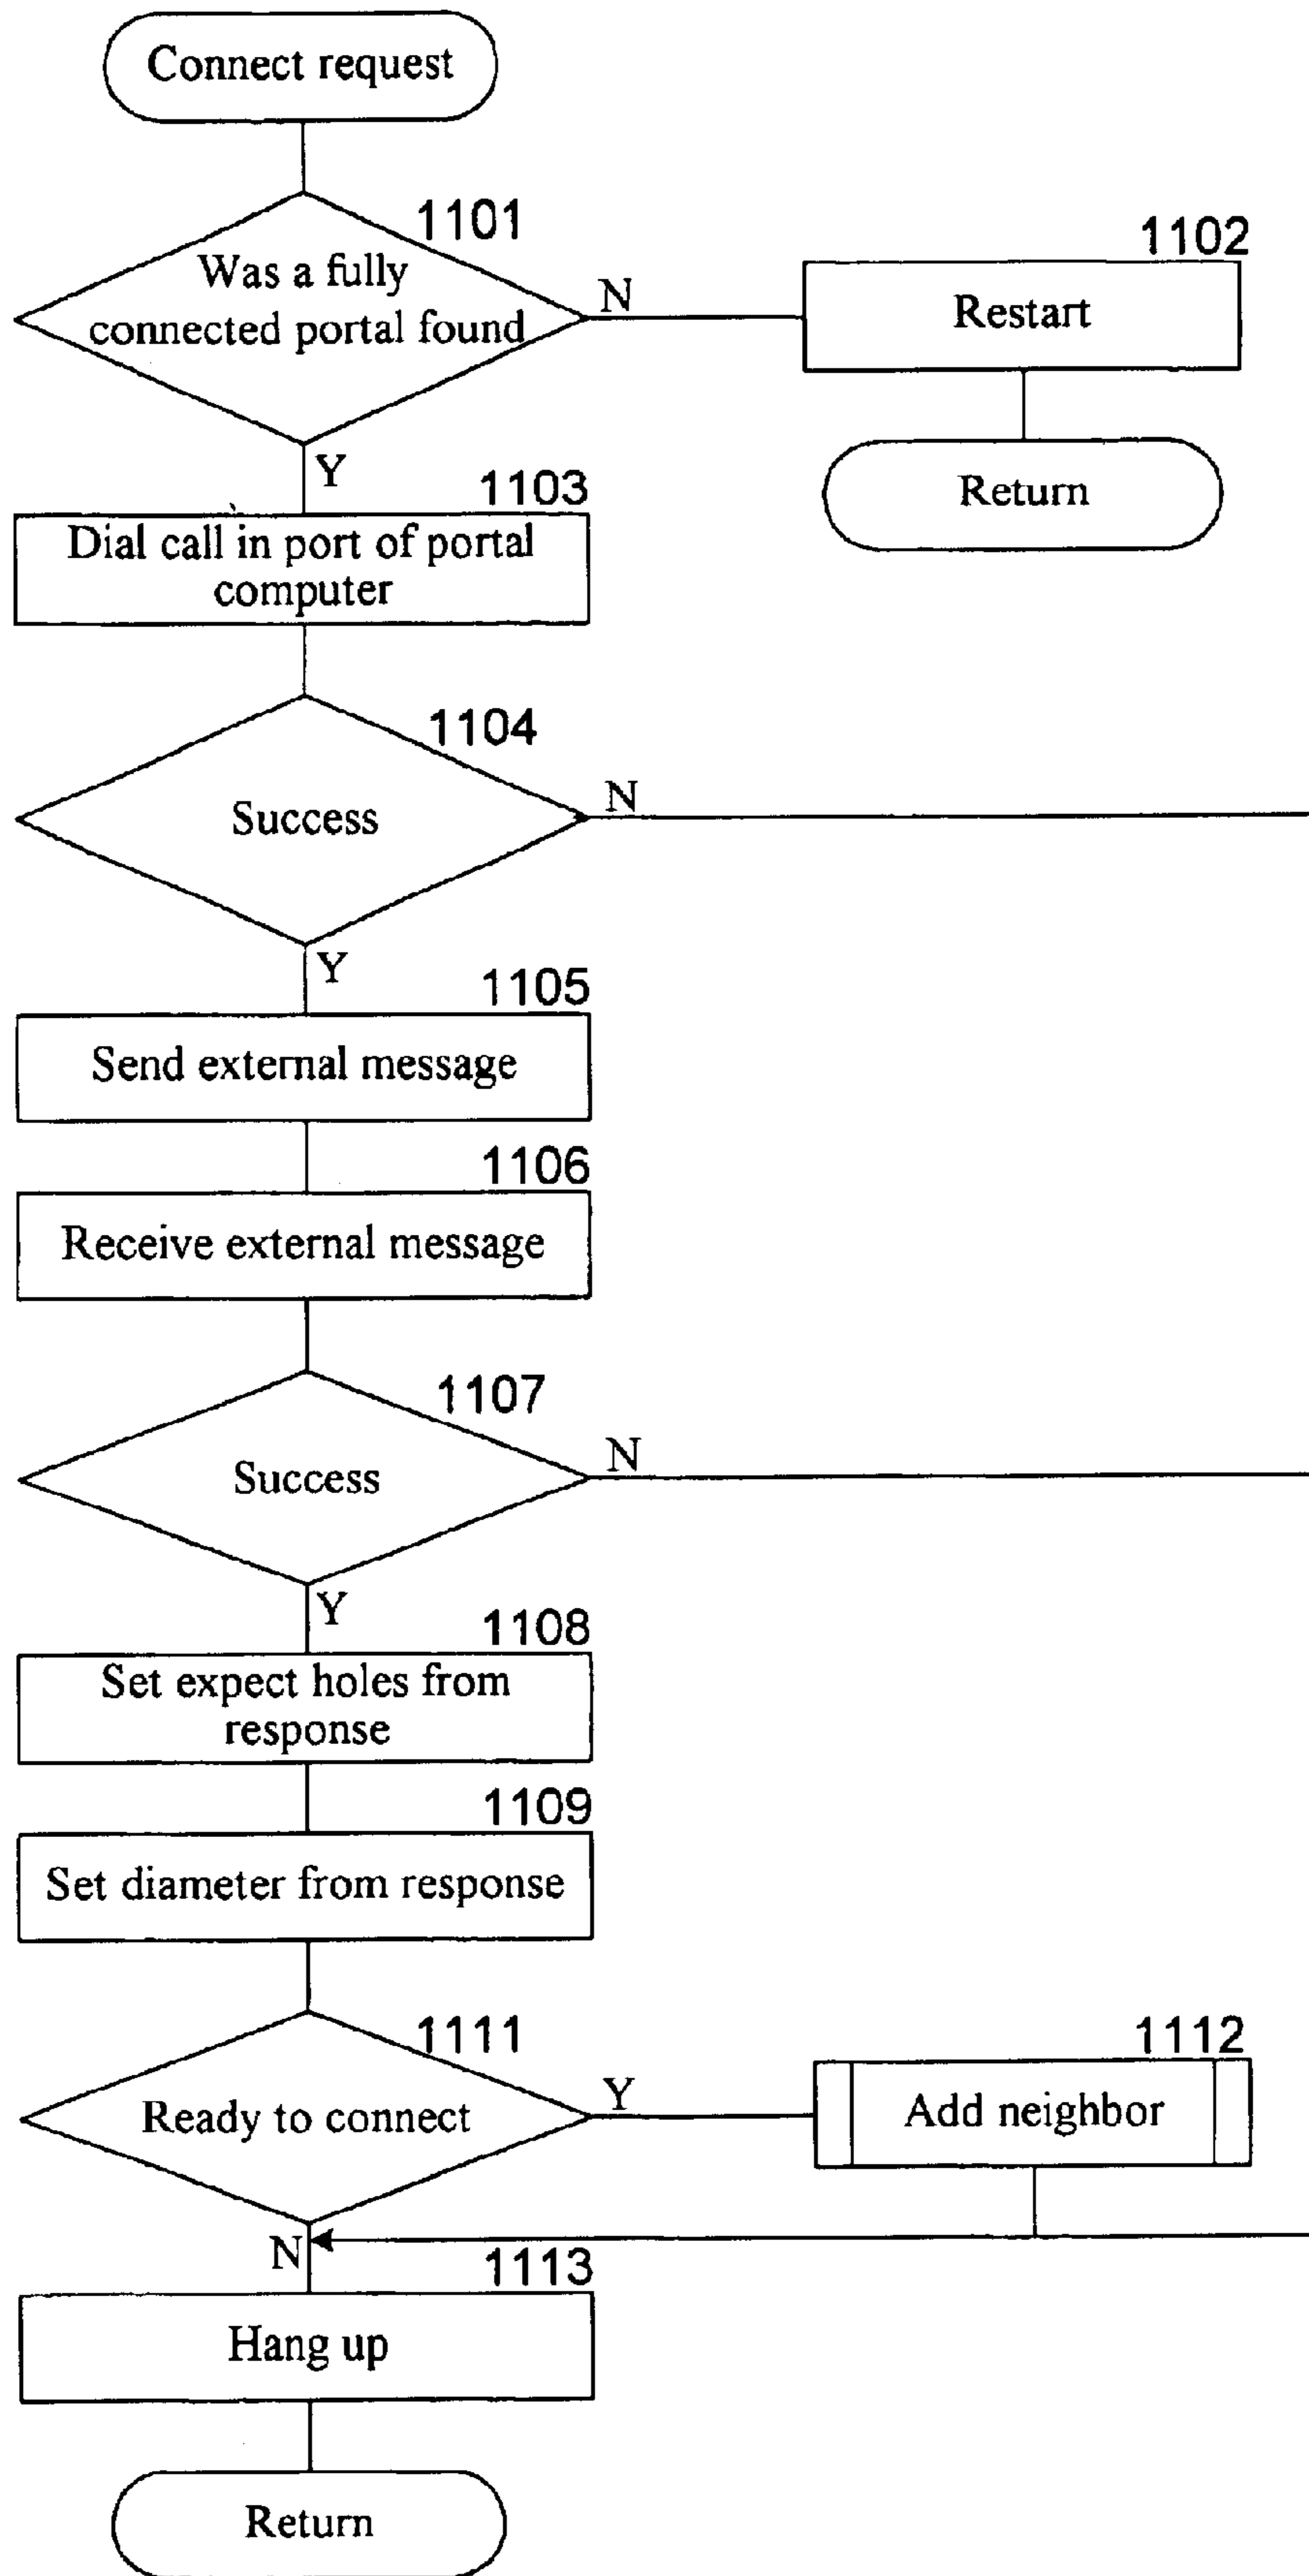 Connect request
1101
Was a fully
connected portal found
N
1102
Restart
Return
Y
1103
Dial call in port of portal
computer
1104
Success
N
Y
1105
Send external message
1106
Receive external message
1107
Success
N
Y
1108
Set expect holes from
response
1109
Set diameter from response
1111
Ready to connect
Y
1112
Add neighbor
N
1113
Hang up
Return